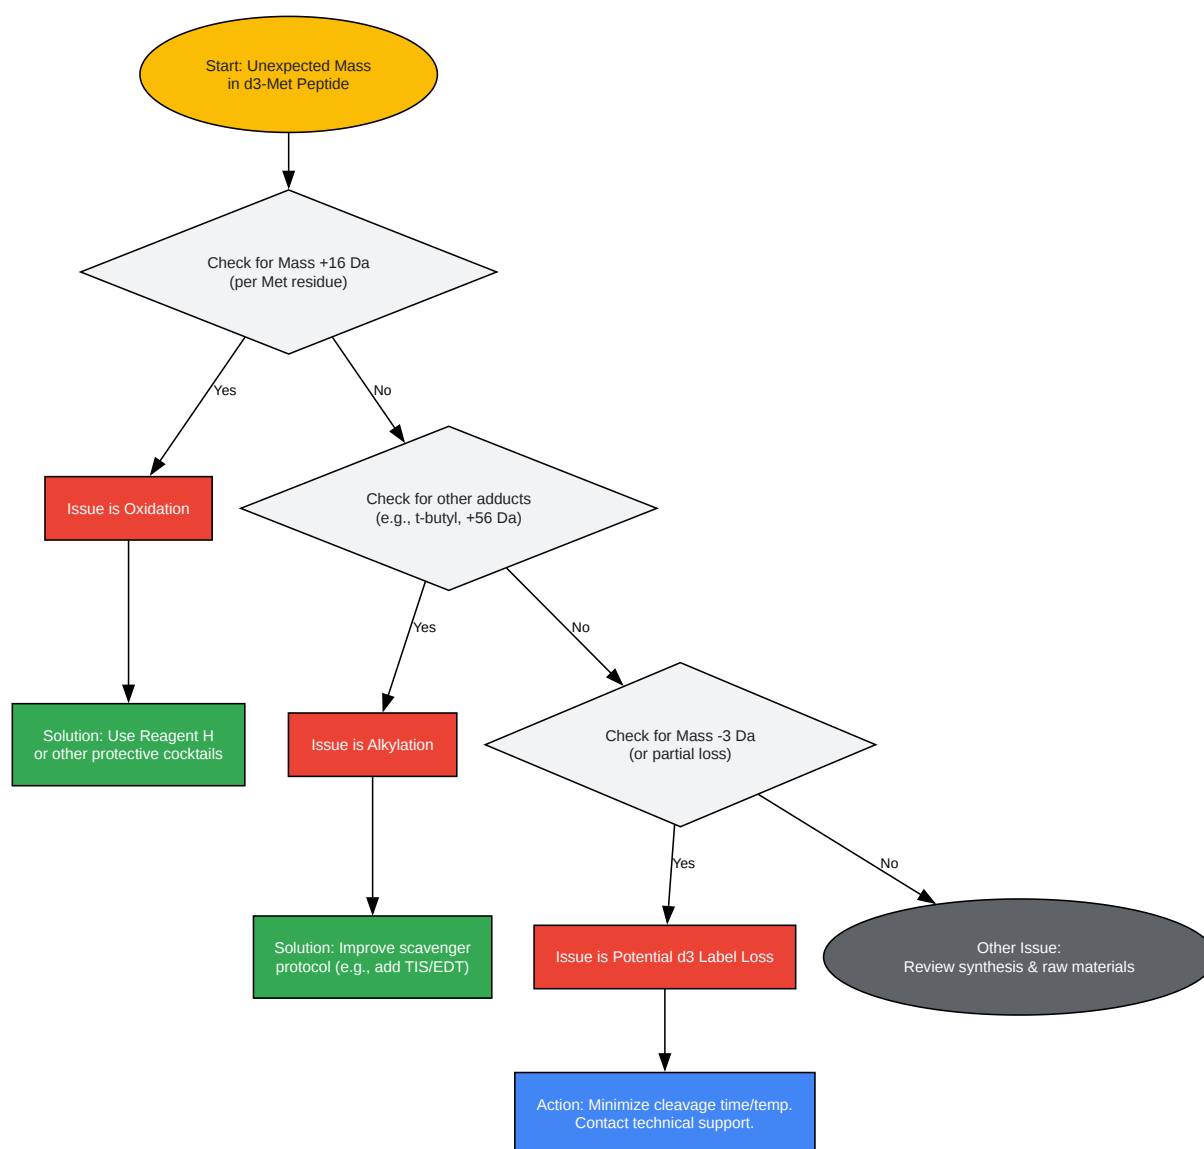 Start: Unexpected Mass
in d3-Met Peptide
Check for Mass +16 Da
(per Met residue)
Yes
No
Issue is Oxidation
Check for other adducts
(e.g., t-butyl, +56 Da)
Yes
No
Solution: Use Reagent H
or other protective cocktails
Issue is Alkylation
Check for Mass -3 Da
(or partial loss)
Yes
No
Solution: Improve scavenger
protocol (e.g., add TIS/EDT)
Issue is Potential d3 Label Loss
Other Issue:
Review synthesis & raw materials
Action: Minimize cleavage time/temp.
Contact technical support.